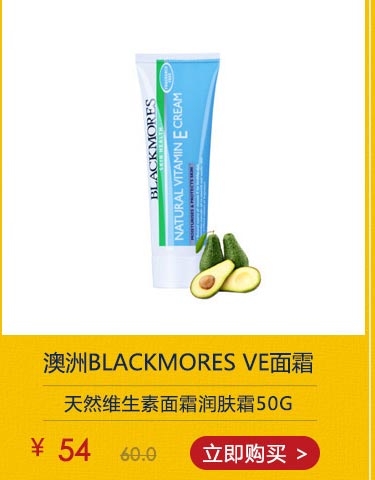 BLACKMORES
SKIN HEALTH
NATURAL VITAMIN E CREAM
MOISTURISES & PROTECTS SKIN
澳洲BLACKMORES VE面霜
天然维生素面霜润肤霜50G
¥ 54 60.0 立即购买 >